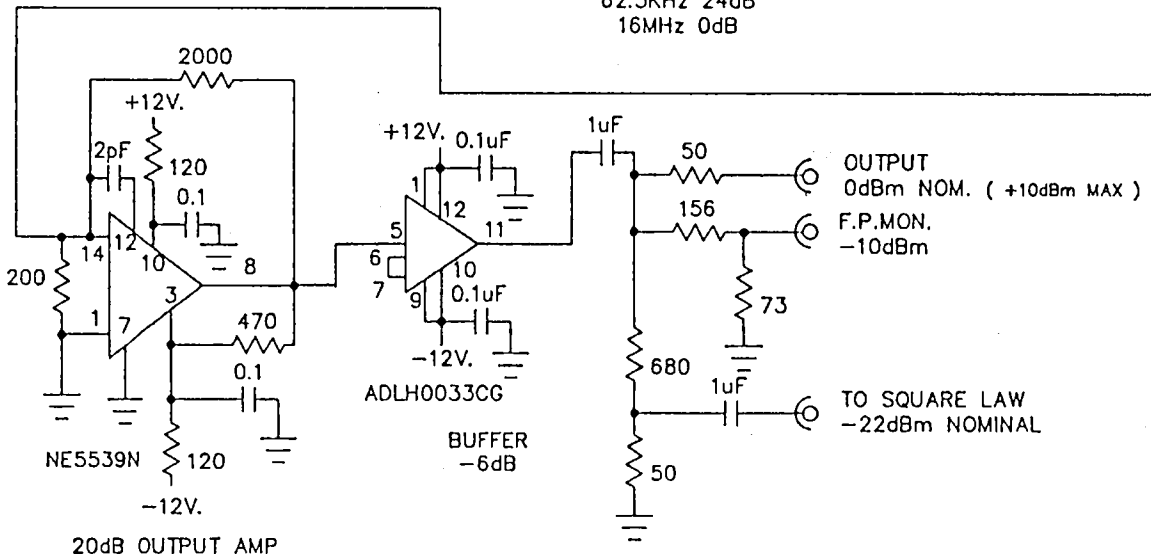 62.5KHz 24dB
16MHz 0dB
2000
+12V.
2pF
120
0.1
12
14
10
200
8
3
1
7
470
0.1
NE5539N
120
-12V.
20dB OUTPUT AMP
+12V.
0.1uF
1
12
5
11
6
10
7
0.1uF
9
-12V.
ADLH0033CG
BUFFER
-6dB
1uF
50
OUTPUT
0dBm NOM. ( +10dBm MAX )
156
F.P.MON.
-10dBm
73
680
1uF
TO SQUARE LAW
-22dBm NOMINAL
50